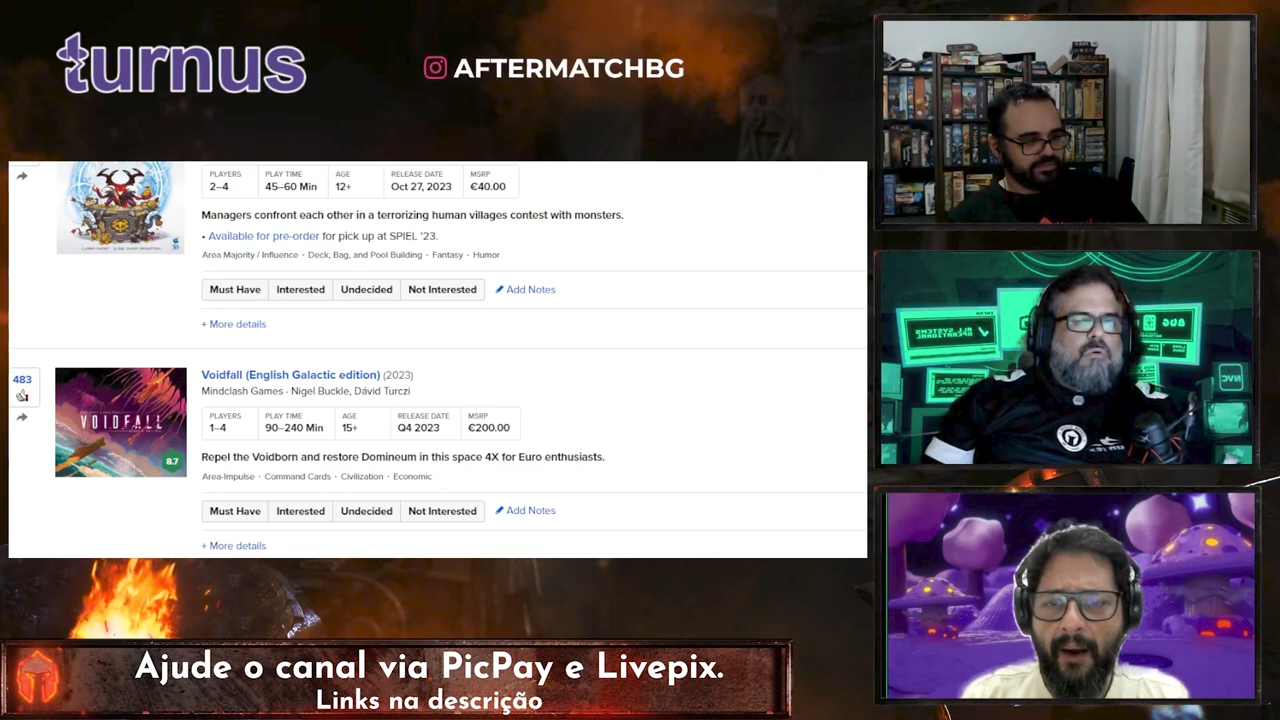 turnus
AFTERMATCHBG
PLAYERS PLAY TIME AGE RELEASE DATE MSRP
2–4 45–60 Min 12+ Oct 27, 2023 €40.00
Managers confront each other in a terrorizing human villages contest with monsters.
• Available for pre-order for pick up at SPIEL '23.
Area Majority / Influence · Deck, Bag, and Pool Building · Fantasy · Humor
Must Have Interested Undecided Not Interested Add Notes
+ More details
483
VOIDFALL
8.7
Voidfall (English Galactic edition) (2023)
Mindclash Games · Nigel Buckle, Dávid Turczi
PLAYERS PLAY TIME AGE RELEASE DATE MSRP
1–4 90–240 Min 15+ Q4 2023 €200.00
Repel the Voidborn and restore Domineum in this space 4X for Euro enthusiasts.
Area-Impulse · Command Cards · Civilization · Economic
Must Have Interested Undecided Not Interested Add Notes
+ More details
ALL SYSTEMS
OPERATIONAL
Ajude o canal via PicPay e Livepix.
Links na descrição